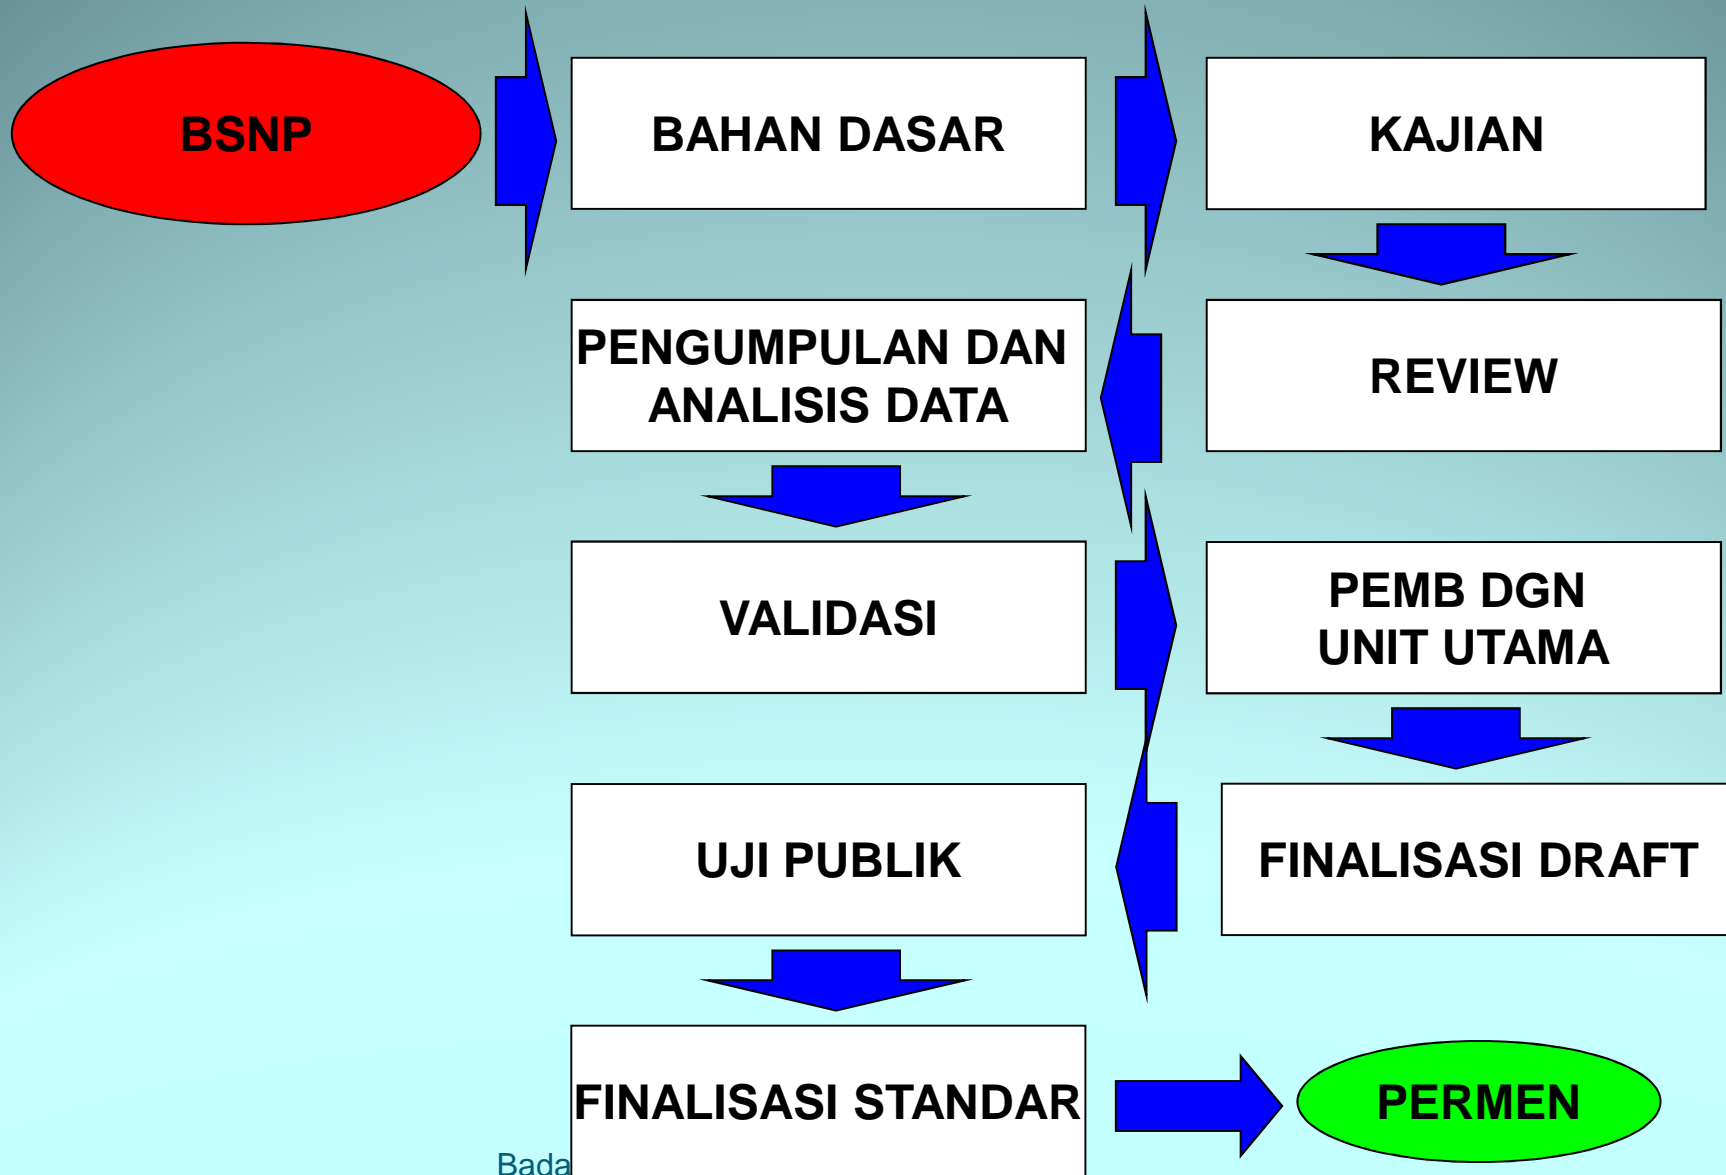 BSNP
BAHAN DASAR
KAJIAN
PENGUMPULAN DAN
ANALISIS DATA
REVIEW
VALIDASI
PEMB DGN
UNIT UTAMA
UJI PUBLIK
FINALISASI DRAFT
FINALISASI STANDAR
PERMEN
Bada